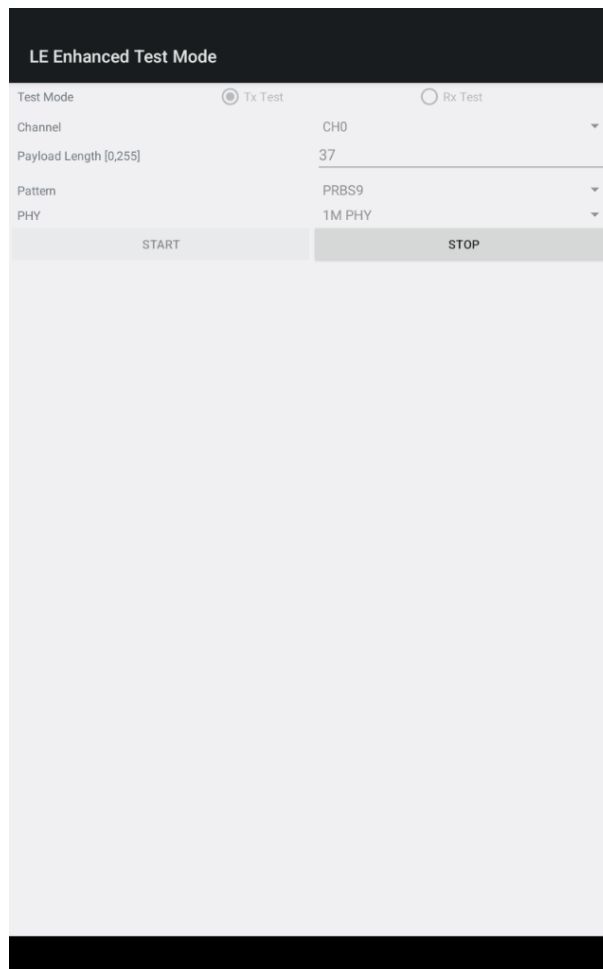 LE Enhanced Test Mode
Test Mode Tx Test Rx Test
Channel CH0
Payload Length [0,255] 37
Pattern PRBS9
PHY 1M PHY
START STOP